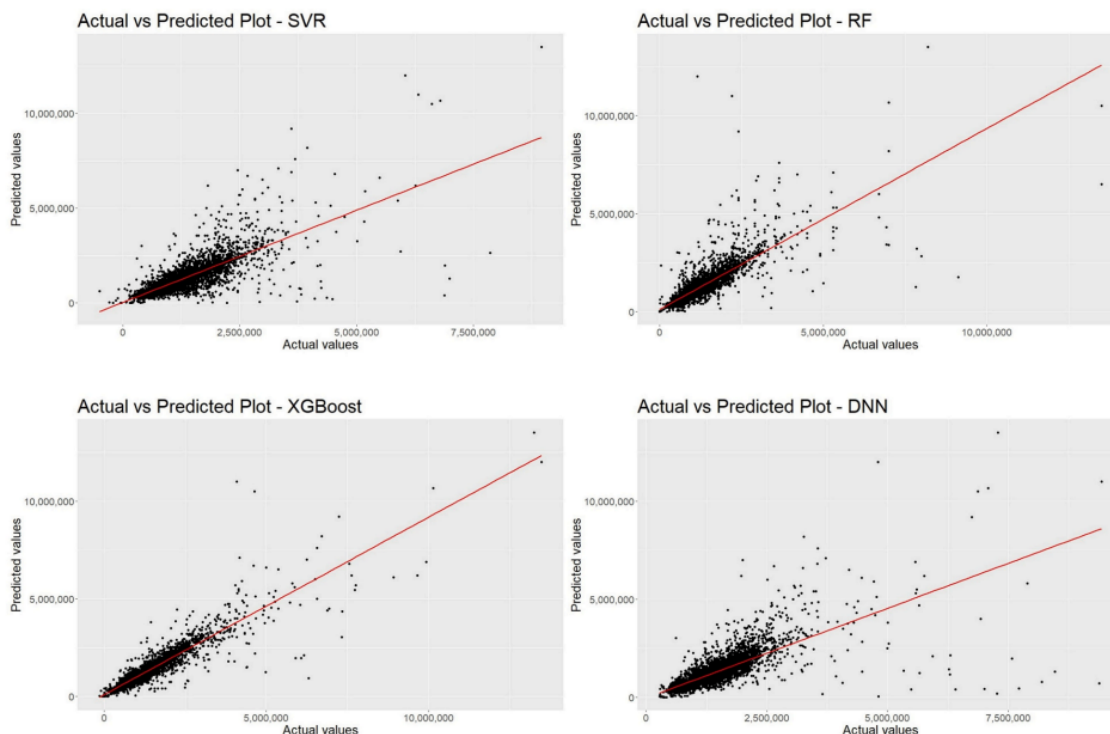 Actual vs Predicted Plot - SVR
Predicted values
10,000,000
5,000,000
0
0
2,500,000
5,000,000
7,500,000
Actual values
Actual vs Predicted Plot - RF
Predicted values
10,000,000
5,000,000
0
0
5,000,000
10,000,000
Actual values
Actual vs Predicted Plot - XGBoost
Predicted values
10,000,000
5,000,000
0
0
5,000,000
10,000,000
Actual values
Actual vs Predicted Plot - DNN
Predicted values
10,000,000
5,000,000
0
0
2,500,000
5,000,000
7,500,000
Actual values